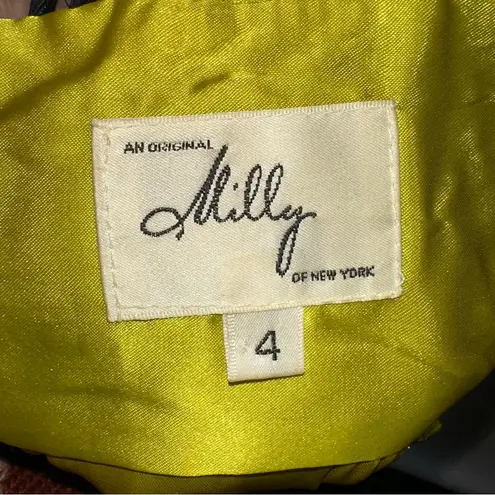 AN ORIGINAL
Milly
OF NEW YORK
4